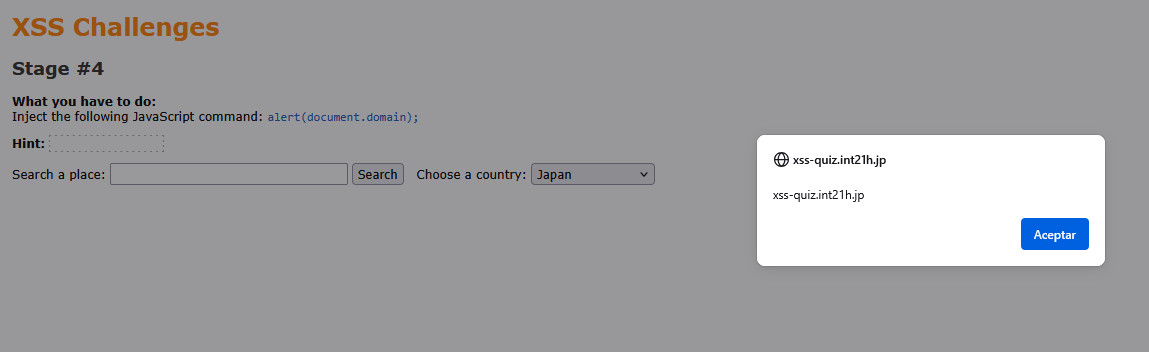 XSS Challenges
Stage #4
What you have to do:
Inject the following JavaScript command: alert(document.domain);
Hint:
Search a place: Search Choose a country: Japan
xss-quiz.int21h.jp
xss-quiz.int21h.jp
Aceptar